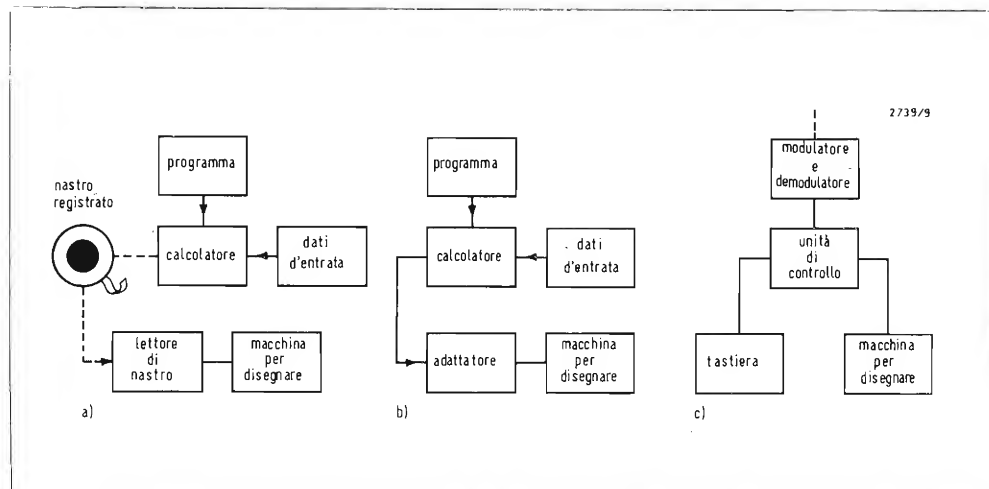 2739/9
nastro
registrato
programma
calcolatore
dati
d'entrata
lettore
di
nastro
macchina
per
disegnare
a)
programma
calcolatore
dati
d'entrata
adattatore
macchina
per
disegnare
b)
modulatore
e
demodulatore
unità
di
controllo
tastiera
macchina
per
disegnare
c)